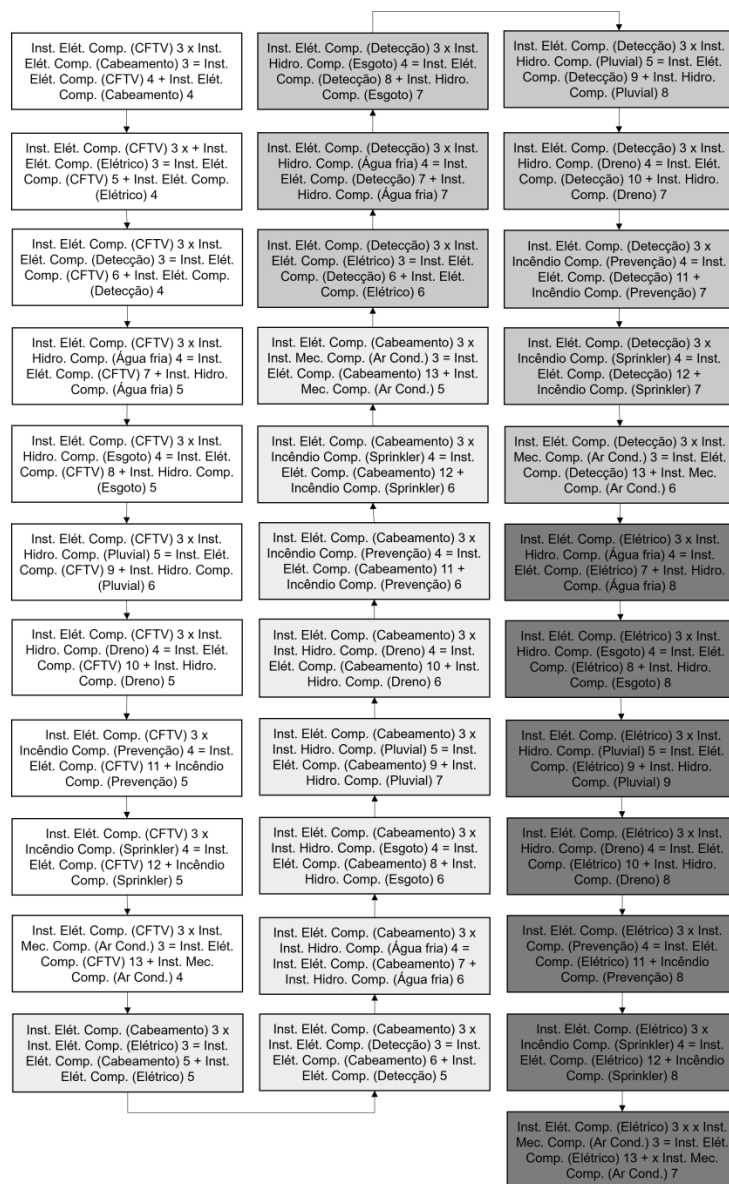 Inst. Elét. Comp. (CFTV) 3 x Inst.
Elét. Comp. (Cabeamento) 3 = Inst.
Elét. Comp. (CFTV) 4 + Inst. Elét.
Comp. (Cabeamento) 4
Inst. Elét. Comp. (CFTV) 3 x + Inst.
Elét. Comp. (Elétrico) 3 = Inst. Elét.
Comp. (CFTV) 5 + Inst. Elét. Comp.
(Elétrico) 4
Inst. Elét. Comp. (CFTV) 3 x Inst.
Elét. Comp. (Detecção) 3 = Inst. Elét.
Comp. (CFTV) 6 + Inst. Elét. Comp.
(Detecção) 4
Inst. Elét. Comp. (CFTV) 3 x Inst.
Hidro. Comp. (Água fria) 4 = Inst.
Elét. Comp. (CFTV) 7 + Inst. Hidro.
Comp. (Água fria) 5
Inst. Elét. Comp. (CFTV) 3 x Inst.
Hidro. Comp. (Esgoto) 4 = Inst. Elét.
Comp. (CFTV) 8 + Inst. Hidro. Comp.
(Esgoto) 5
Inst. Elét. Comp. (CFTV) 3 x Inst.
Hidro. Comp. (Pluvial) 5 = Inst. Elét.
Comp. (CFTV) 9 + Inst. Hidro. Comp.
(Pluvial) 6
Inst. Elét. Comp. (CFTV) 3 x Inst.
Hidro. Comp. (Dreno) 4 = Inst. Elét.
Comp. (CFTV) 10 + Inst. Hidro.
Comp. (Dreno) 5
Inst. Elét. Comp. (CFTV) 3 x
Incêndio Comp. (Prevenção) 4 = Inst.
Elét. Comp. (CFTV) 11 + Incêndio
Comp. (Prevenção) 5
Inst. Elét. Comp. (CFTV) 3 x
Incêndio Comp. (Sprinkler) 4 = Inst.
Elét. Comp. (CFTV) 12 + Incêndio
Comp. (Sprinkler) 5
Inst. Elét. Comp. (CFTV) 3 x Inst.
Mec. Comp. (Ar Cond.) 3 = Inst. Elét.
Comp. (CFTV) 13 + Inst. Mec.
Comp. (Ar Cond.) 4
Inst. Elét. Comp. (Cabeamento) 3 x
Inst. Elét. Comp. (Elétrico) 3 = Inst.
Elét. Comp. (Cabeamento) 5 + Inst.
Elét. Comp. (Elétrico) 5
Inst. Elét. Comp. (Detecção) 3 x Inst.
Hidro. Comp. (Esgoto) 4 = Inst. Elét.
Comp. (Detecção) 8 + Inst. Hidro.
Comp. (Esgoto) 7
Inst. Elét. Comp. (Detecção) 3 x Inst.
Hidro. Comp. (Água fria) 4 = Inst.
Elét. Comp. (Detecção) 7 + Inst.
Hidro. Comp. (Água fria) 7
Inst. Elét. Comp. (Detecção) 3 x Inst.
Elét. Comp. (Elétrico) 3 = Inst. Elét.
Comp. (Detecção) 6 + Inst. Elét.
Comp. (Elétrico) 6
Inst. Elét. Comp. (Cabeamento) 3 x
Inst. Mec. Comp. (Ar Cond.) 3 = Inst.
Elét. Comp. (Cabeamento) 13 + Inst.
Mec. Comp. (Ar Cond.) 5
Inst. Elét. Comp. (Cabeamento) 3 x
Incêndio Comp. (Sprinkler) 4 = Inst.
Elét. Comp. (Cabeamento) 12 +
Incêndio Comp. (Sprinkler) 6
Inst. Elét. Comp. (Cabeamento) 3 x
Incêndio Comp. (Prevenção) 4 = Inst.
Elét. Comp. (Cabeamento) 11 +
Incêndio Comp. (Prevenção) 6
Inst. Elét. Comp. (Cabeamento) 3 x
Inst. Hidro. Comp. (Dreno) 4 = Inst.
Elét. Comp. (Cabeamento) 10 + Inst.
Hidro. Comp. (Dreno) 6
Inst. Elét. Comp. (Cabeamento) 3 x
Inst. Hidro. Comp. (Pluvial) 5 = Inst.
Elét. Comp. (Cabeamento) 9 + Inst.
Hidro. Comp. (Pluvial) 7
Inst. Elét. Comp. (Cabeamento) 3 x
Inst. Hidro. Comp. (Esgoto) 4 = Inst.
Elét. Comp. (Cabeamento) 8 + Inst.
Hidro. Comp. (Esgoto) 6
Inst. Elét. Comp. (Cabeamento) 3 x
Inst. Hidro. Comp. (Água fria) 4 =
Inst. Elét. Comp. (Cabeamento) 7 +
Inst. Hidro. Comp. (Água fria) 6
Inst. Elét. Comp. (Cabeamento) 3 x
Inst. Elét. Comp. (Detecção) 3 = Inst.
Elét. Comp. (Cabeamento) 6 + Inst.
Elét. Comp. (Detecção) 5
Inst. Elét. Comp. (Detecção) 3 x Inst.
Hidro. Comp. (Pluvial) 5 = Inst. Elét.
Comp. (Detecção) 9 + Inst. Hidro.
Comp. (Pluvial) 8
Inst. Elét. Comp. (Detecção) 3 x Inst.
Hidro. Comp. (Dreno) 4 = Inst. Elét.
Comp. (Detecção) 10 + Inst. Hidro.
Comp. (Dreno) 7
Inst. Elét. Comp. (Detecção) 3 x
Incêndio Comp. (Prevenção) 4 = Inst.
Elét. Comp. (Detecção) 11 +
Incêndio Comp. (Prevenção) 7
Inst. Elét. Comp. (Detecção) 3 x
Incêndio Comp. (Sprinkler) 4 = Inst.
Elét. Comp. (Detecção) 12 +
Incêndio Comp. (Sprinkler) 7
Inst. Elét. Comp. (Detecção) 3 x Inst.
Mec. Comp. (Ar Cond.) 3 = Inst. Elét.
Comp. (Detecção) 13 + Inst. Mec.
Comp. (Ar Cond.) 6
Inst. Elét. Comp. (Elétrico) 3 x Inst.
Hidro. Comp. (Água fria) 4 = Inst.
Elét. Comp. (Elétrico) 7 + Inst. Hidro.
Comp. (Água fria) 8
Inst. Elét. Comp. (Elétrico) 3 x Inst.
Hidro. Comp. (Esgoto) 4 = Inst. Elét.
Comp. (Elétrico) 8 + Inst. Hidro.
Comp. (Esgoto) 8
Inst. Elét. Comp. (Elétrico) 3 x Inst.
Hidro. Comp. (Pluvial) 5 = Inst. Elét.
Comp. (Elétrico) 9 + Inst. Hidro.
Comp. (Pluvial) 9
Inst. Elét. Comp. (Elétrico) 3 x Inst.
Hidro. Comp. (Dreno) 4 = Inst. Elét.
Comp. (Elétrico) 10 + Inst. Hidro.
Comp. (Dreno) 8
Inst. Elét. Comp. (Elétrico) 3 x Inst.
Comp. (Prevenção) 4 = Inst. Elét.
Comp. (Elétrico) 11 + Incêndio
Comp. (Prevenção) 8
Inst. Elét. Comp. (Elétrico) 3 x
Incêndio Comp. (Sprinkler) 4 = Inst.
Elét. Comp. (Elétrico) 12 + Incêndio
Comp. (Sprinkler) 8
Inst. Elét. Comp. (Elétrico) 3 x x Inst.
Mec. Comp. (Ar Cond.) 3 = Inst. Elét.
Comp. (Elétrico) 13 + x Inst. Mec.
Comp. (Ar Cond.) 7